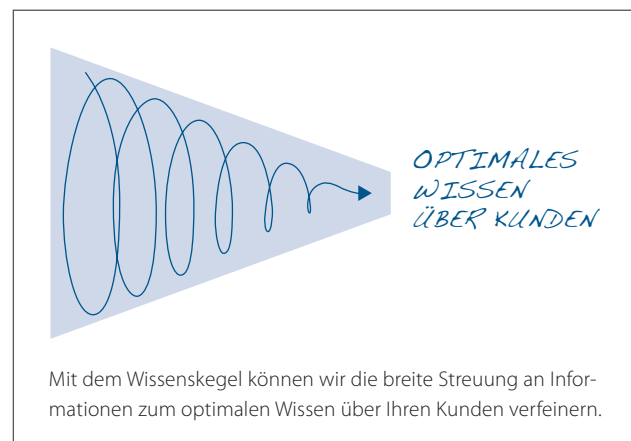 OPTIMALES
WISSEN
ÜBER KUNDEN
Mit dem Wissenskegel können wir die breite Streuung an Infor-
mationen zum optimalen Wissen über Ihren Kunden verfeinern.